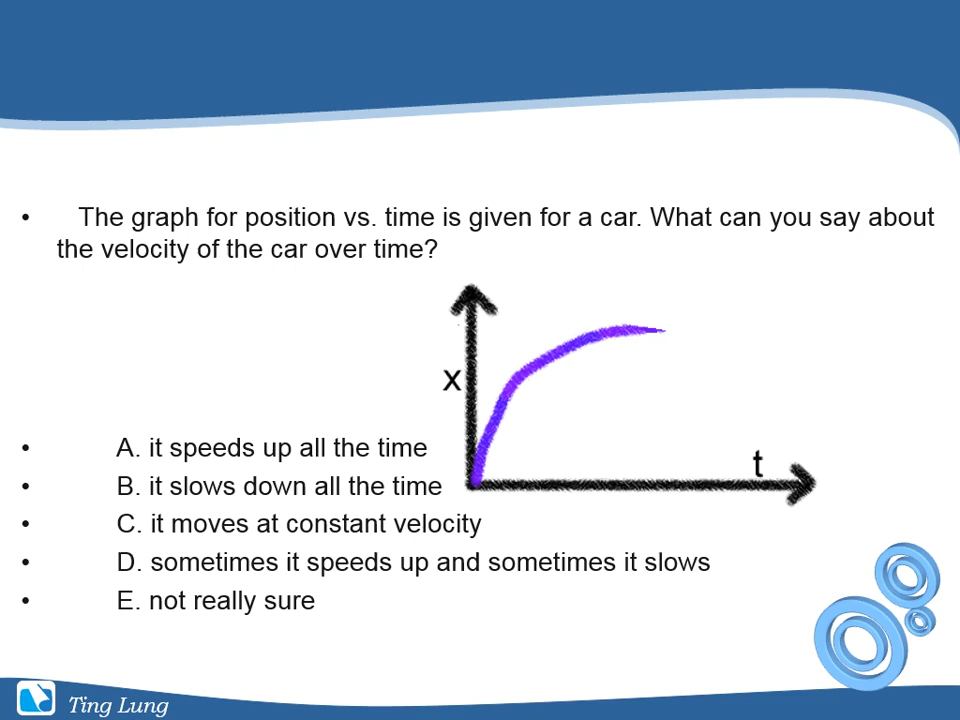 • The graph for position vs. time is given for a car. What can you say about
the velocity of the car over time?
x
t
• A. it speeds up all the time
• B. it slows down all the time
• C. it moves at constant velocity
• D. sometimes it speeds up and sometimes it slows
• E. not really sure
Ting Lung